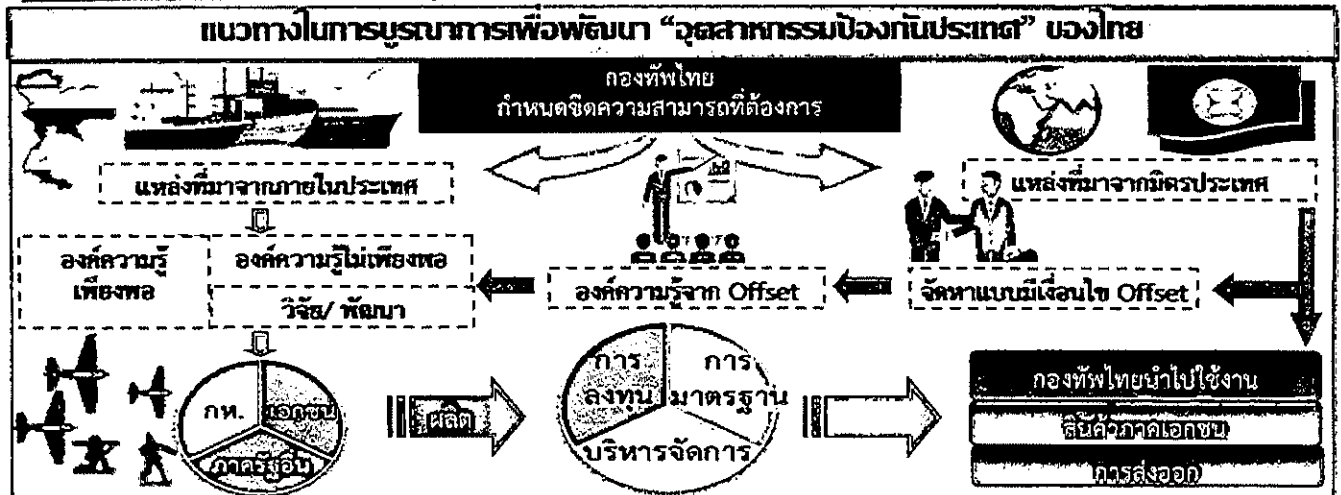 แนวทางในการบูรณาการเพื่อพัฒนา “อุตสาหกรรมป้องกันประเทศ” ของไทย
กองทัพไทย
กำหนดขีดความสามารถที่ต้องการ
แหล่งที่มาจากภายในประเทศ
แหล่งที่มาจากมิตรประเทศ
องค์ความรู้
เพียงพอ
องค์ความรู้ไม่เพียงพอ
วิจัย/ พัฒนา
องค์ความรู้จาก Offset
จัดหาแบบมีเงื่อนไข Offset
กห.
เอกชน
ภาครัฐอื่น
ผลิต
การ
ลงทุน
การ
มาตรฐาน
บริหารจัดการ
กองทัพไทยนำไปใช้งาน
สินค้าภาคเอกชน
การส่งออก